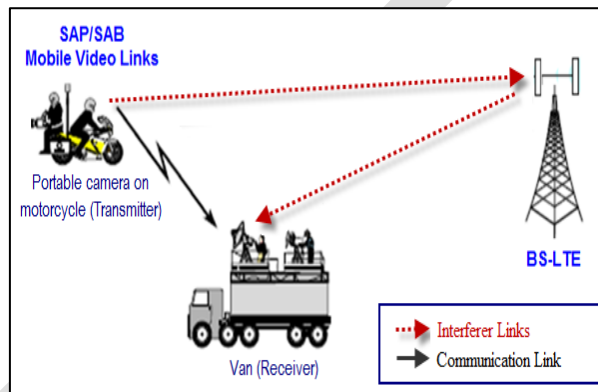 SAP/SAB
Mobile Video Links
Portable camera on
motorcycle (Transmitter)
BS-LTE
Van (Receiver)
Interferer Links
Communication Link